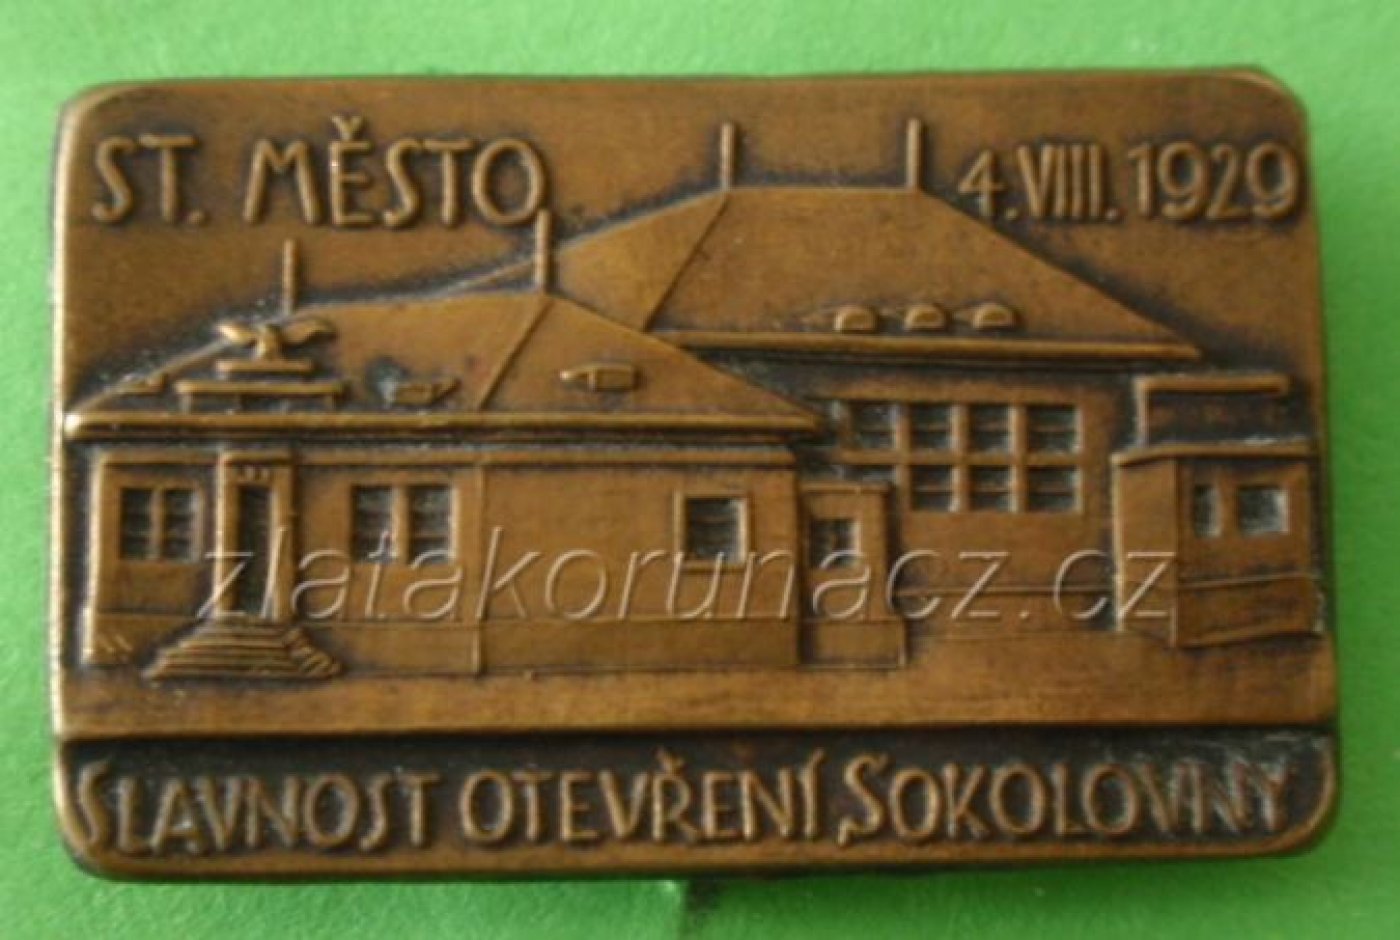 ST. MĚSTO 4.VIII.1929
zlatakorunacz.cz
SLAVNOST OTEVŘENÍ SOKOLOVNY